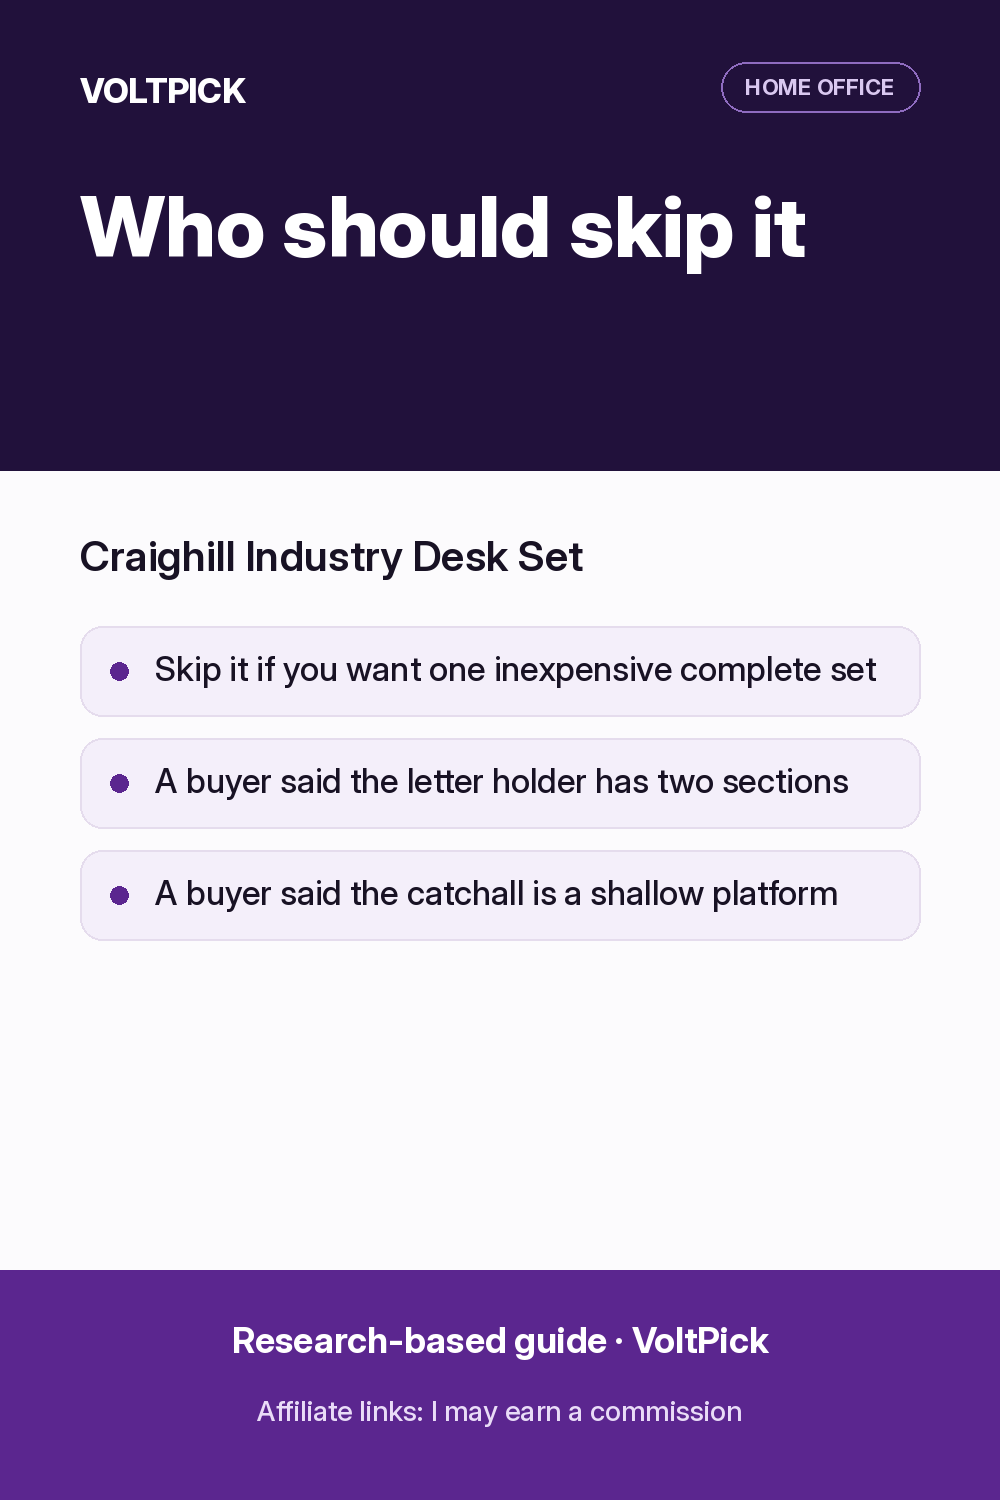 VOLTPICK
HOME OFFICE
Who should skip it
Craighill Industry Desk Set
Skip it if you want one inexpensive complete set
A buyer said the letter holder has two sections
A buyer said the catchall is a shallow platform
Research-based guide · VoltPick
Affiliate links: I may earn a commission